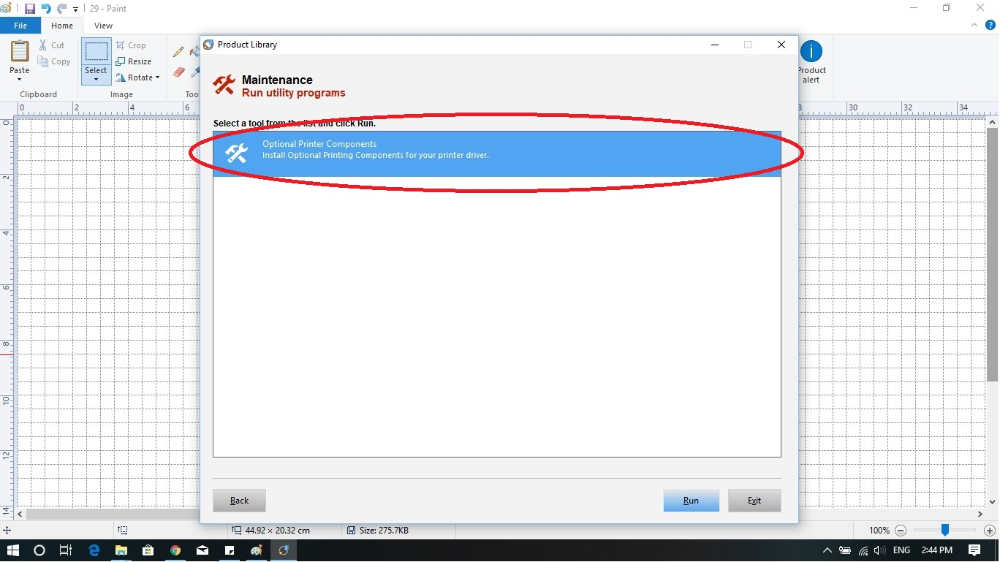 29 - Paint
File Home View
Paste
Cut
Copy
Clipboard
Select
Crop
Resize
Rotate
Image
Too
Product
alert
0 2 4 6 30 32 34
0
2
4
6
8
10
12
14
Product Library
Maintenance
Run utility programs
Select a tool from the list and click Run.
Optional Printer Components
Install Optional Printing Components for your printer driver.
Back Run Exit
44.92 × 20.32 cm Size: 275.7KB 100%
ENG 2:44 PM